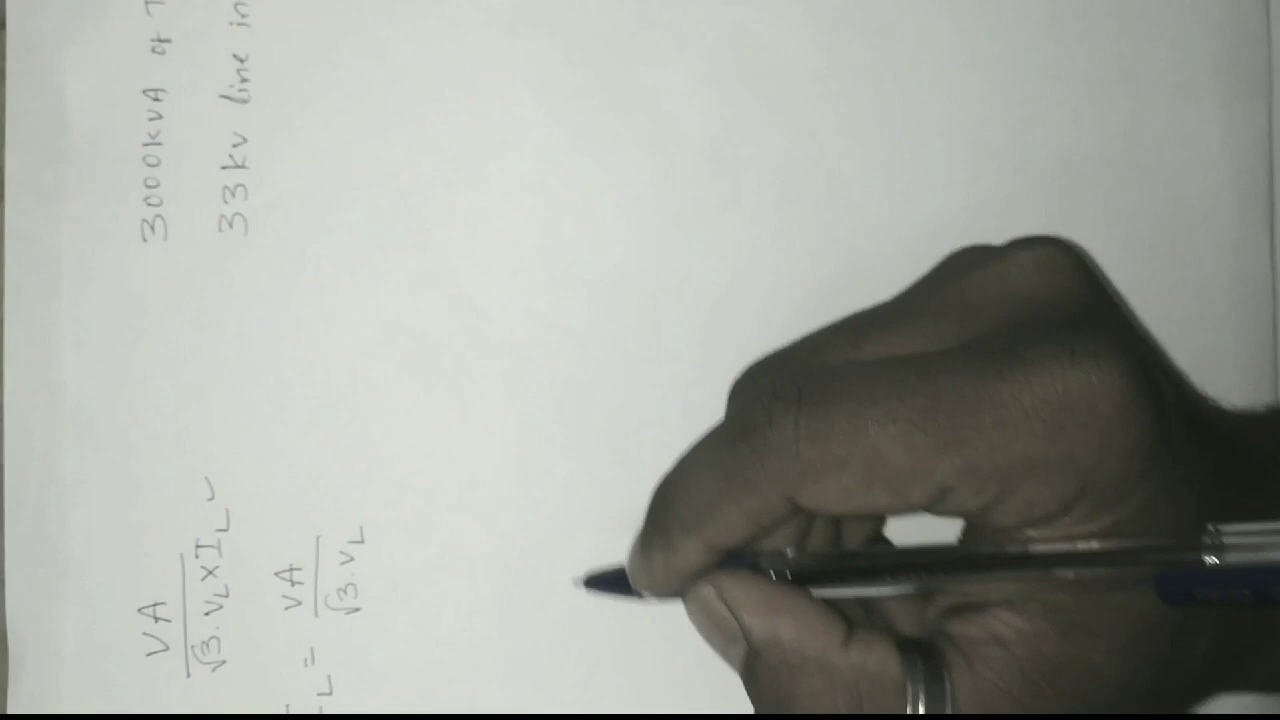 VA
√3.VL×IL
L = VA
√3.VL
3000kVA of
33kv line in